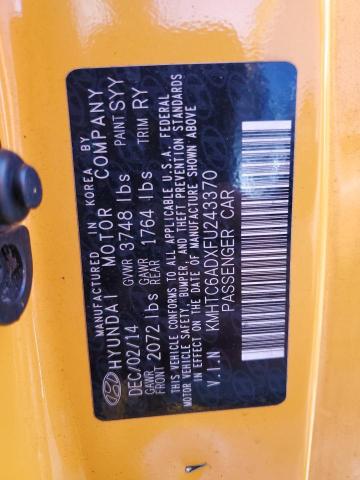 MANUFACTURED IN KOREA BY
HYUNDAI MOTOR COMPANY
DEC/02/14 GVWR 3748 lbs PAINT SYY
GAWR FRONT 2072 lbs GAWR REAR 1764 lbs TRIM RY
THIS VEHICLE CONFORMS TO ALL APPLICABLE U.S.A. FEDERAL
MOTOR VEHICLE SAFETY, BUMPER, AND THEFT PREVENTION STANDARDS
IN EFFECT ON THE DATE OF MANUFACTURE SHOWN ABOVE
V.I.N KMHTC6ADXFU243370
PASSENGER CAR